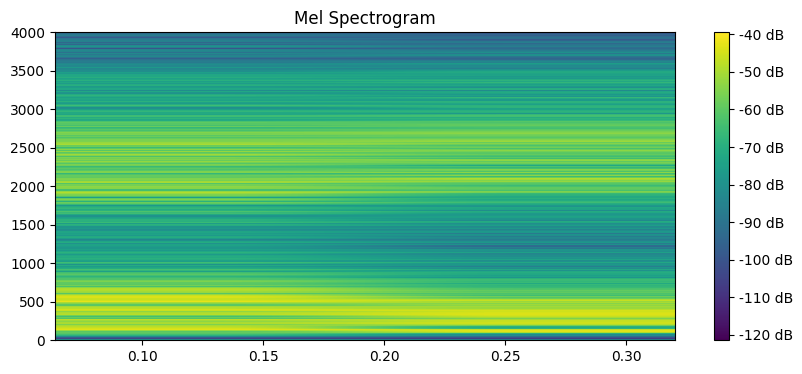 Mel Spectrogram
4000
3500
3000
2500
2000
1500
1000
500
0
0.10 0.15 0.20 0.25 0.30
-40 dB
-50 dB
-60 dB
-70 dB
-80 dB
-90 dB
-100 dB
-110 dB
-120 dB